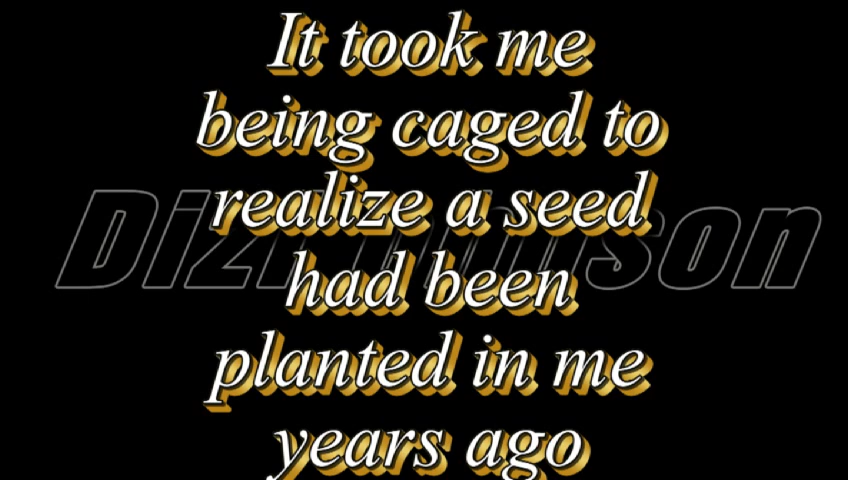 It took me
being caged to
realize a seed
had been
planted in me
years ago